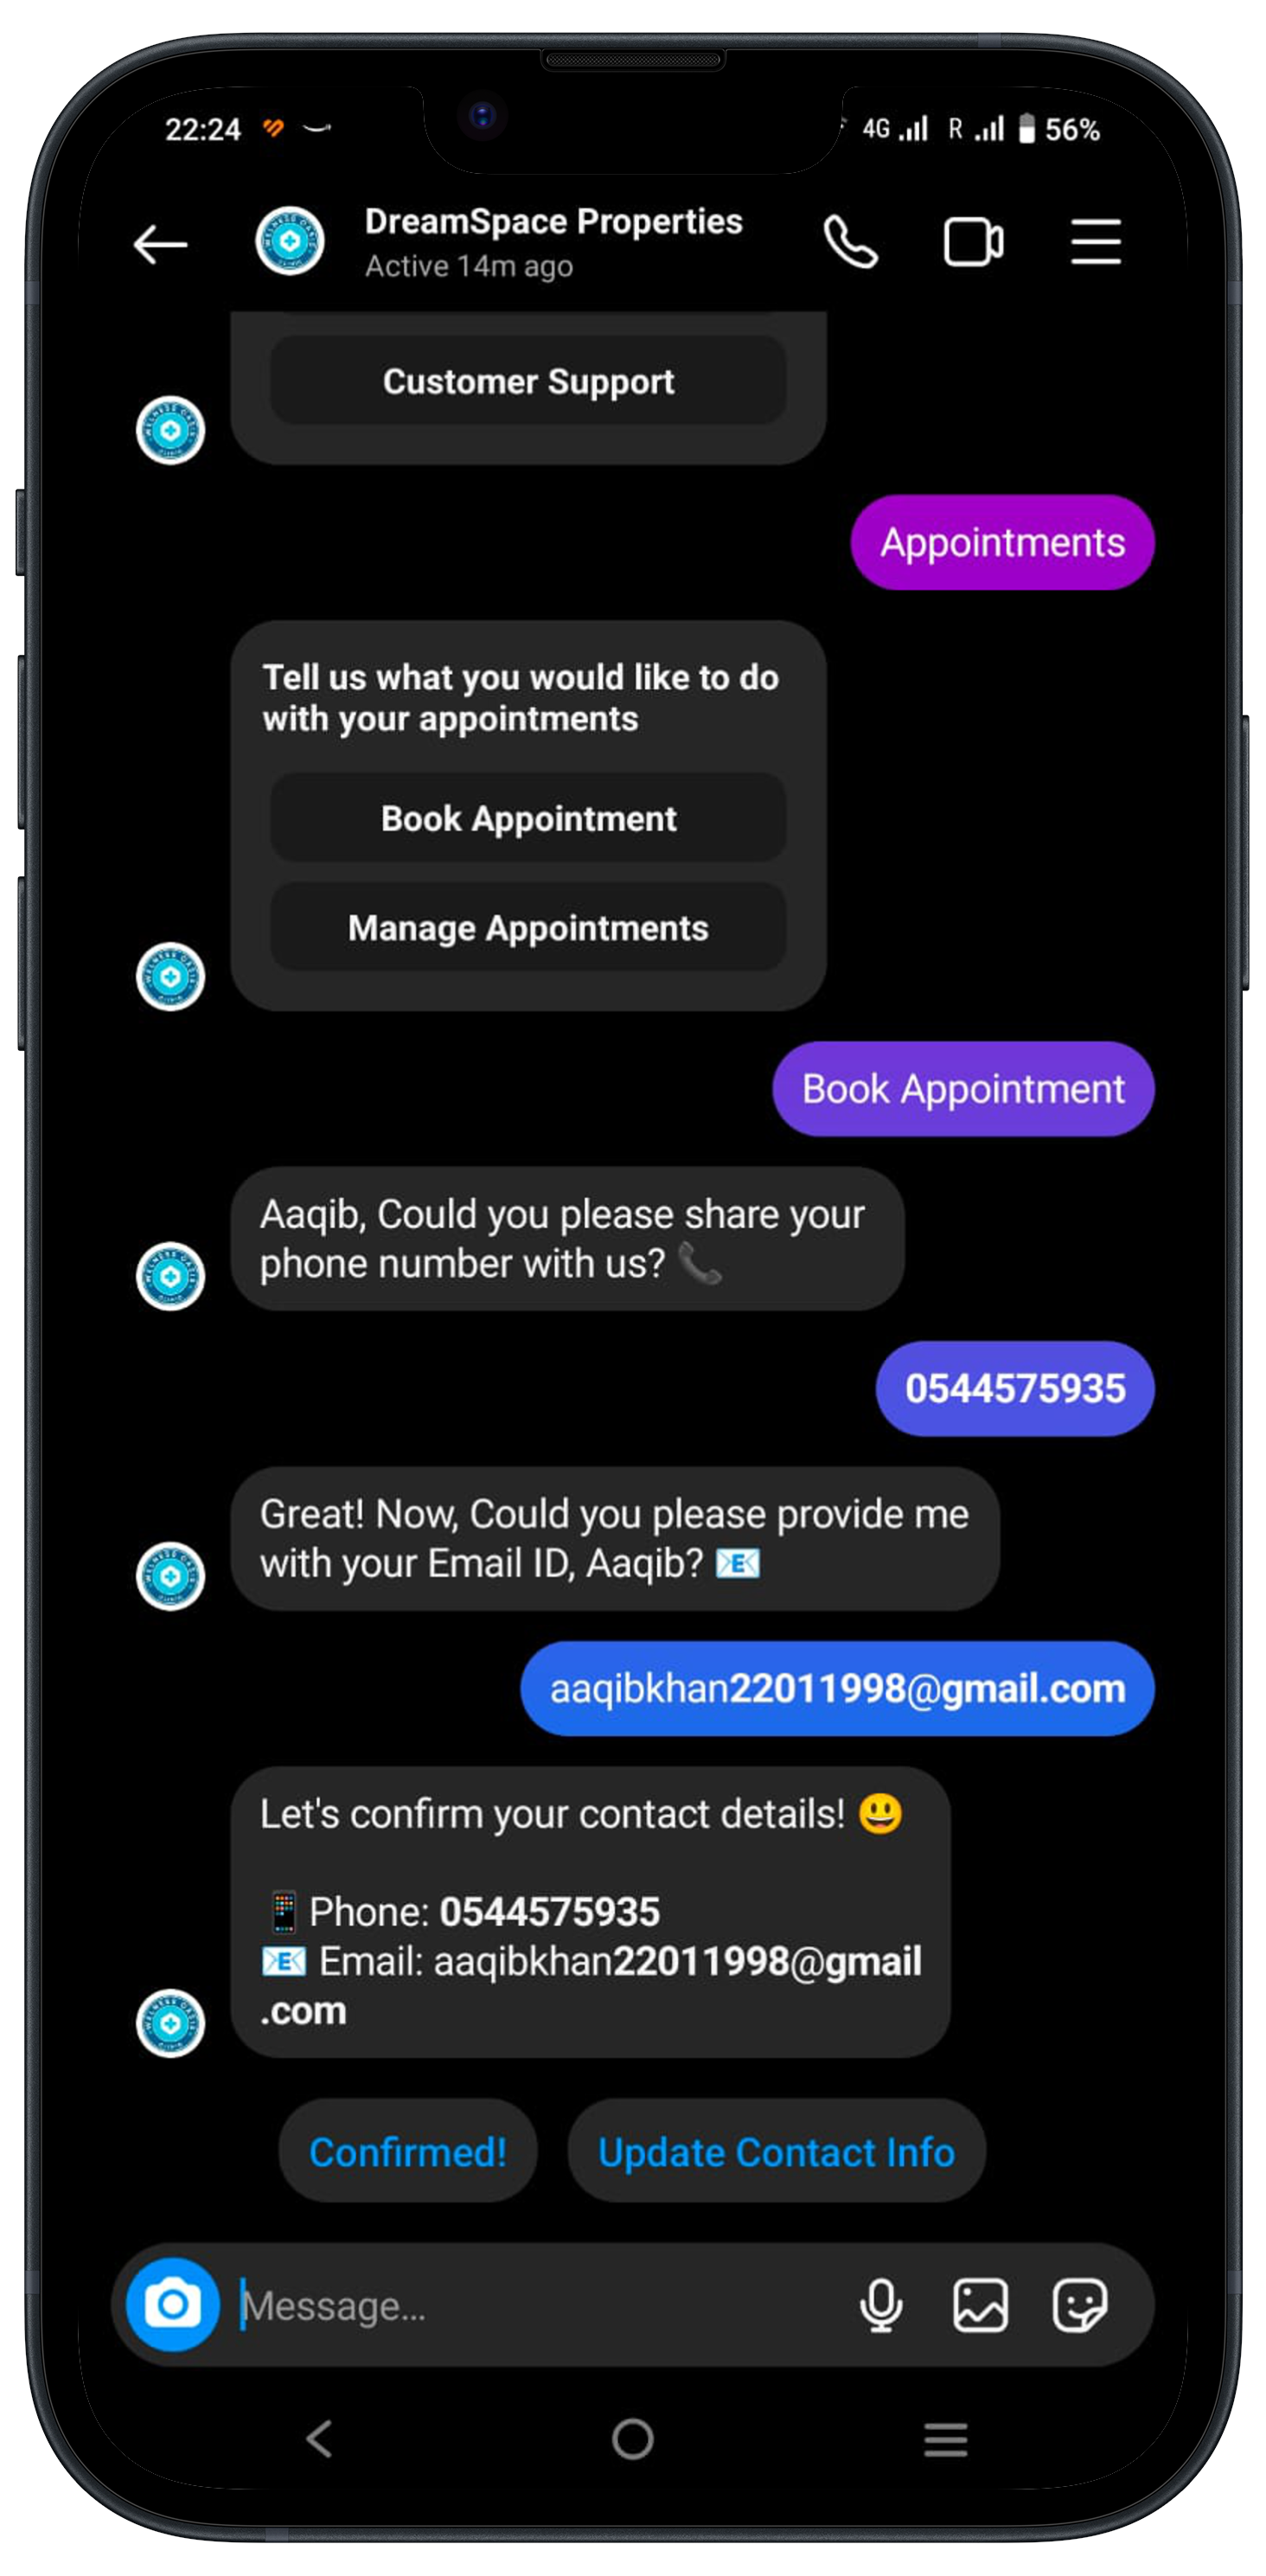 22:24 4G R 56%
DreamSpace Properties
Active 14m ago
Customer Support
Appointments
Tell us what you would like to do
with your appointments
Book Appointment
Manage Appointments
Book Appointment
Aaqib, Could you please share your
phone number with us? 📞
0544575935
Great! Now, Could you please provide me
with your Email ID, Aaqib? 📧
aaqibkhan22011998@gmail.com
Let's confirm your contact details! 😃
📱 Phone: 0544575935
📧 Email: aaqibkhan22011998@gmail
.com
Confirmed! Update Contact Info
Message...